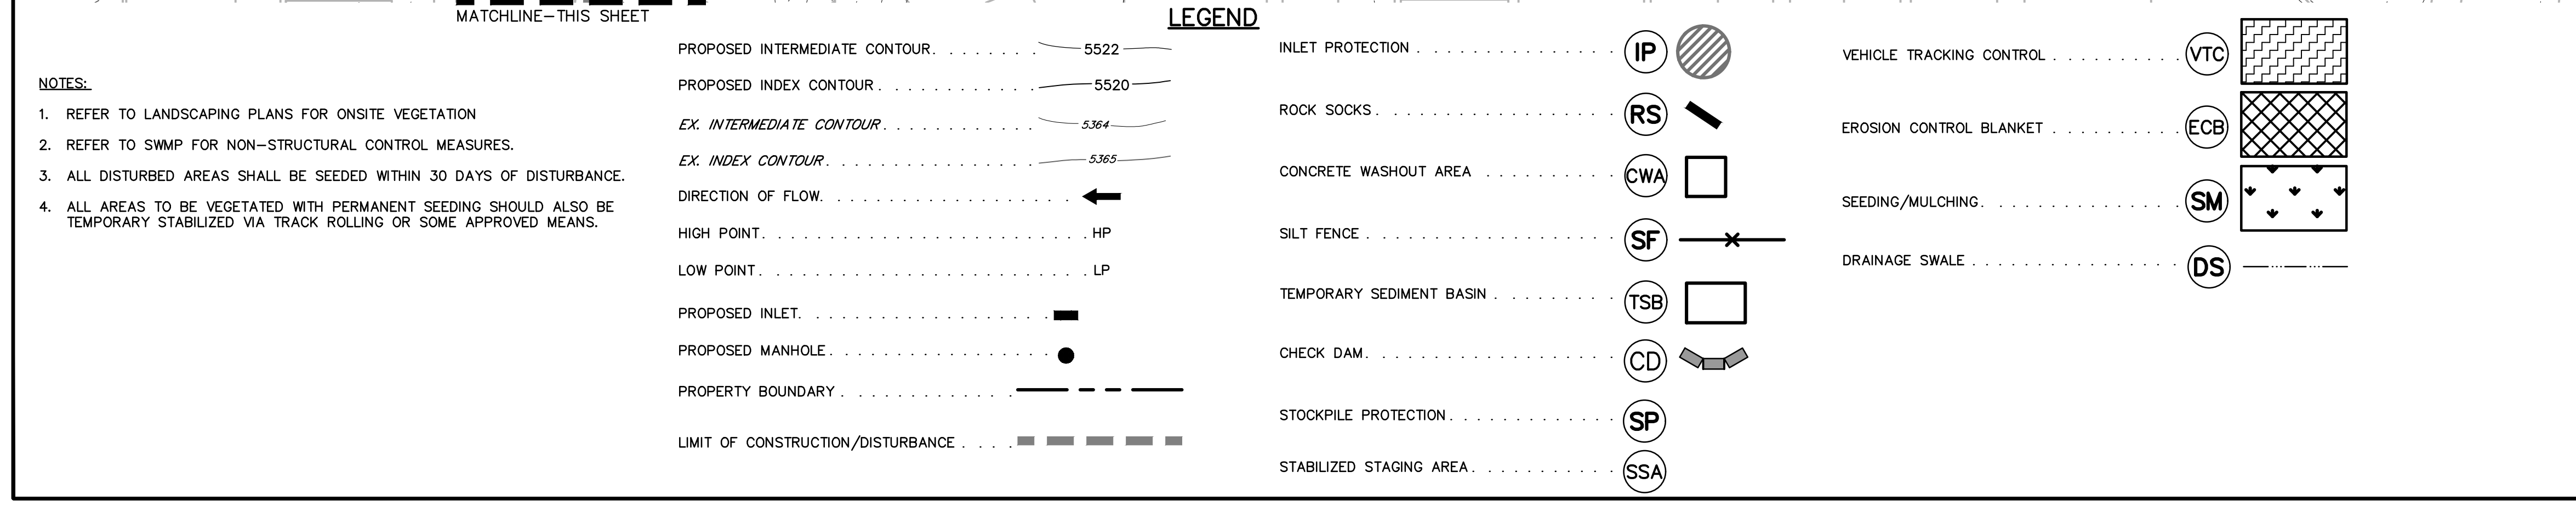 MATCHLINE-THIS SHEET
LEGEND
NOTES:
1. REFER TO LANDSCAPING PLANS FOR ONSITE VEGETATION
2. REFER TO SWMP FOR NON-STRUCTURAL CONTROL MEASURES.
3. ALL DISTURBED AREAS SHALL BE SEEDED WITHIN 30 DAYS OF DISTURBANCE.
4. ALL AREAS TO BE VEGETATED WITH PERMANENT SEEDING SHOULD ALSO BE
TEMPORARY STABILIZED VIA TRACK ROLLING OR SOME APPROVED MEANS.
PROPOSED INTERMEDIATE CONTOUR. . . . . . . 5522
PROPOSED INDEX CONTOUR . . . . . . . . . . . . 5520
EX. INTERMEDIATE CONTOUR . . . . . . . . . . . . 5364
EX. INDEX CONTOUR. . . . . . . . . . . . . . . . 5365
DIRECTION OF FLOW. . . . . . . . . . . . . . . . . .
HIGH POINT. . . . . . . . . . . . . . . . . . . . . . . . HP
LOW POINT. . . . . . . . . . . . . . . . . . . . . . . . LP
PROPOSED INLET. . . . . . . . . . . . . . . . . . .
PROPOSED MANHOLE. . . . . . . . . . . . . . . . .
PROPERTY BOUNDARY . . . . . . . . . . . . .
LIMIT OF CONSTRUCTION/DISTURBANCE . . . .
INLET PROTECTION . . . . . . . . . . . . . . . IP
ROCK SOCKS. . . . . . . . . . . . . . . . . . RS
CONCRETE WASHOUT AREA . . . . . . . . . . CWA
SILT FENCE . . . . . . . . . . . . . . . . . . SF
TEMPORARY SEDIMENT BASIN . . . . . . . . . TSB
CHECK DAM. . . . . . . . . . . . . . . . . . CD
STOCKPILE PROTECTION. . . . . . . . . . . . SP
STABILIZED STAGING AREA. . . . . . . . . . SSA
VEHICLE TRACKING CONTROL . . . . . . . . . . VTC
EROSION CONTROL BLANKET . . . . . . . . . . ECB
SEEDING/MULCHING. . . . . . . . . . . . . . . SM
DRAINAGE SWALE . . . . . . . . . . . . . . . DS